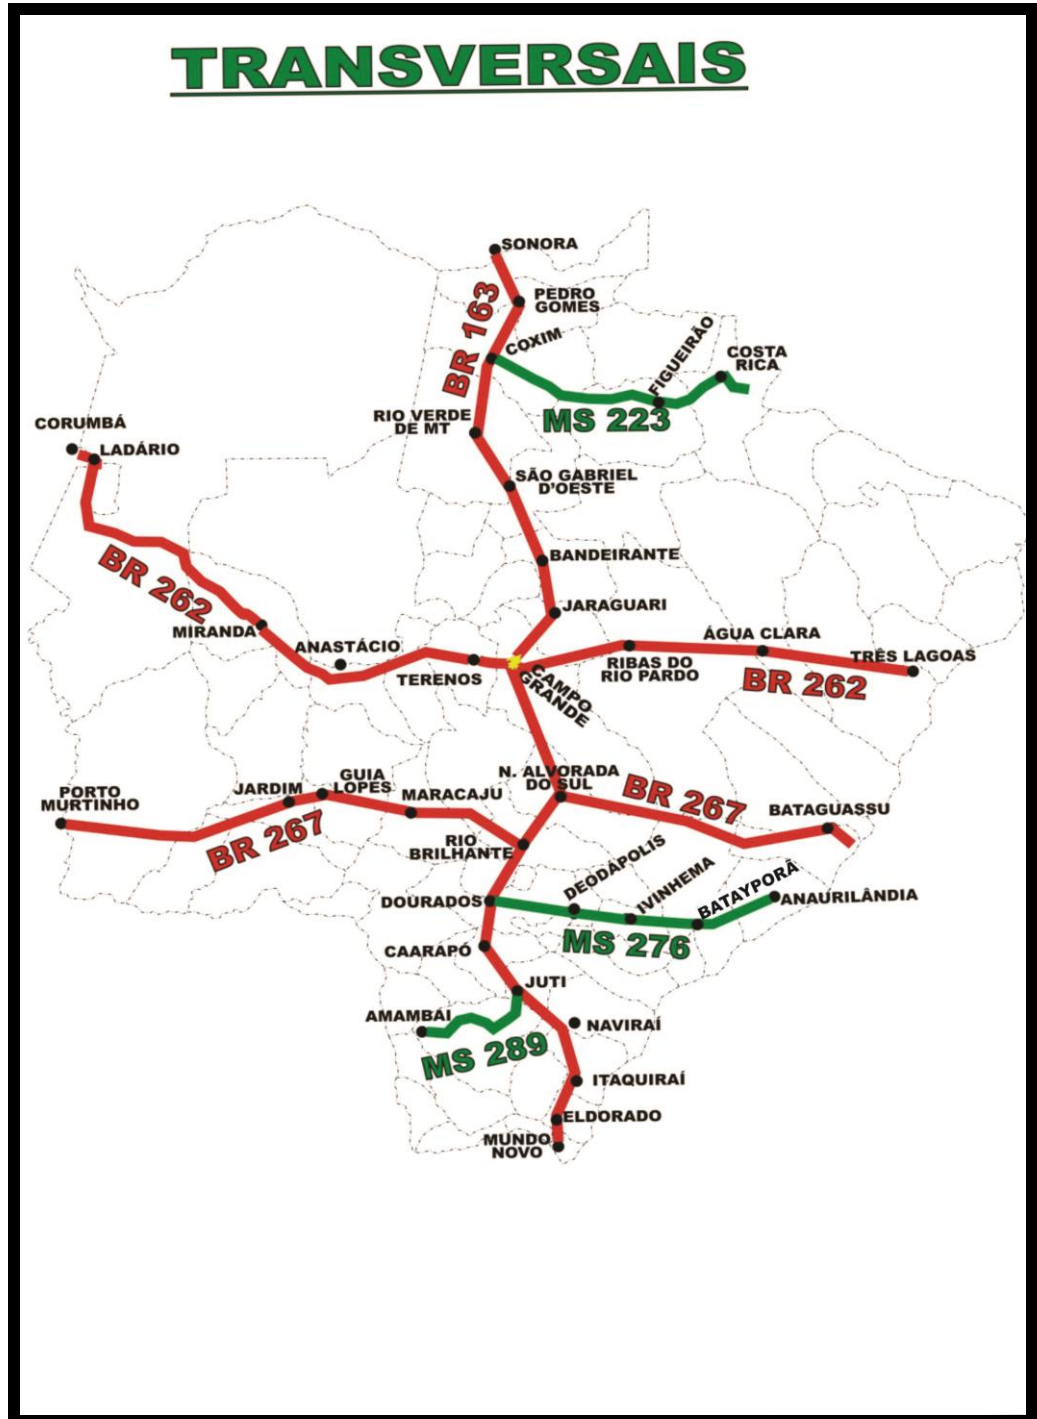 TRANSVERSAIS
SONORA
PEDRO
GOMES
BR 163
COXIM
FIGUEIRÃO
COSTA
RICA
MS 223
RIO VERDE
DE MT
CORUMBÁ
LADÁRIO
SÃO GABRIEL
D'OESTE
BR 262
BANDEIRANTE
JARAGUARI
MIRANDA
ANASTÁCIO
TERENOS
CAMPO
GRANDE
RIBAS DO
RIO PARDO
ÁGUA CLARA
TRÊS LAGOAS
BR 262
N. ALVORADA
DO SUL
BR 267
BATAGUASSU
PORTO
MURTINHO
JARDIM
GUIA
LOPES
MARACAJU
BR 267
RIO
BRILHANTE
DEODÁPOLIS
IVINHEMA
BATAYPORÃ
ANAURILÂNDIA
DOURADOS
MS 276
CAARAPÓ
JUTI
AMAMBAÍ
MS 289
NAVIRAÍ
ITAQUIRAÍ
ELDORADO
MUNDO
NOVO